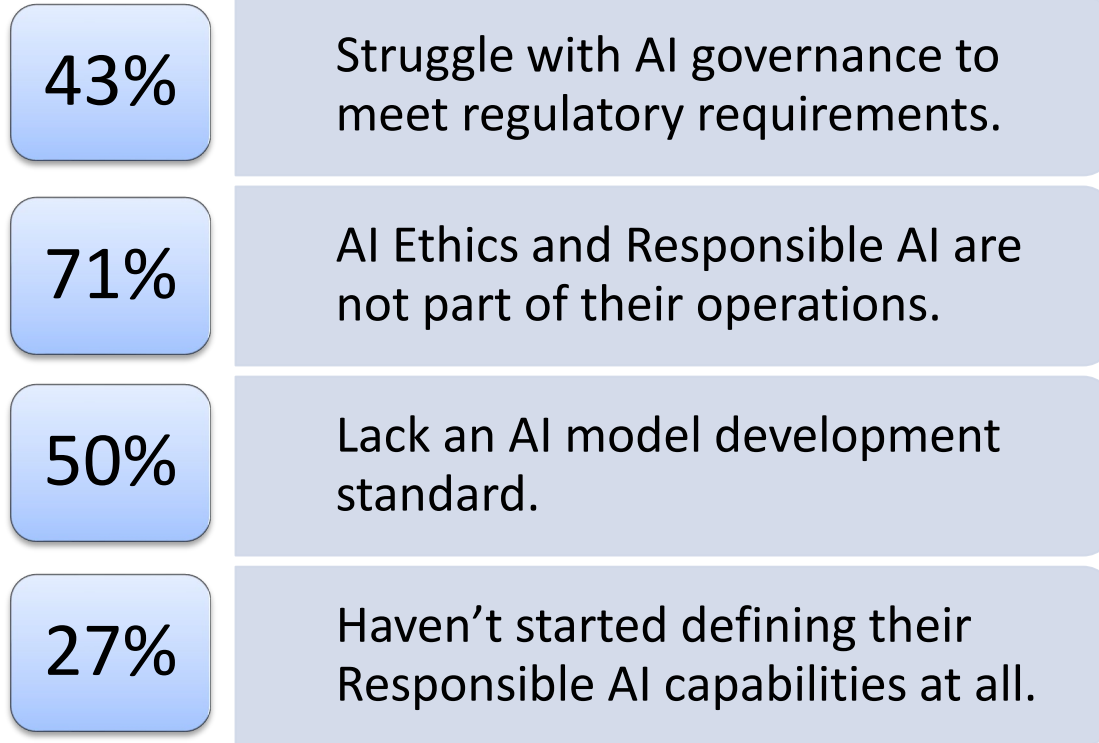 43%
Struggle with AI governance to
meet regulatory requirements.
71%
AI Ethics and Responsible AI are
not part of their operations.
50%
Lack an AI model development
standard.
27%
Haven’t started defining their
Responsible AI capabilities at all.